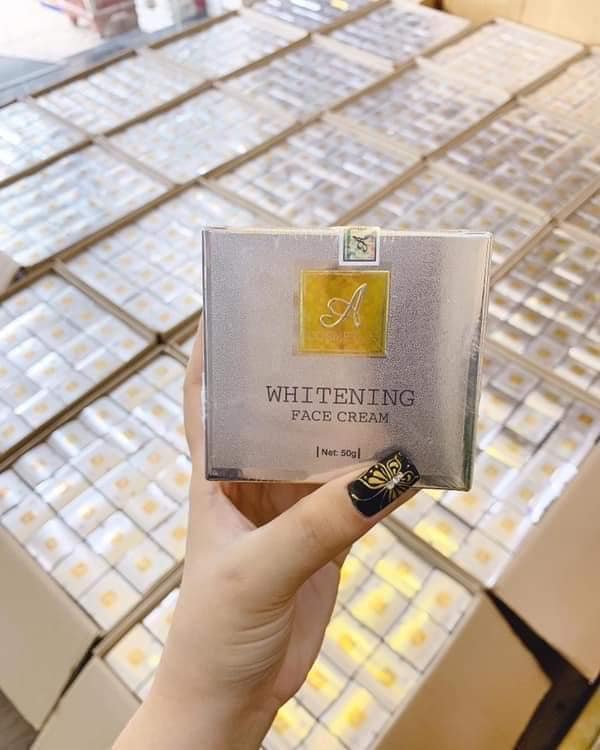 A
A
WHITENING
FACE CREAM
Net: 50g